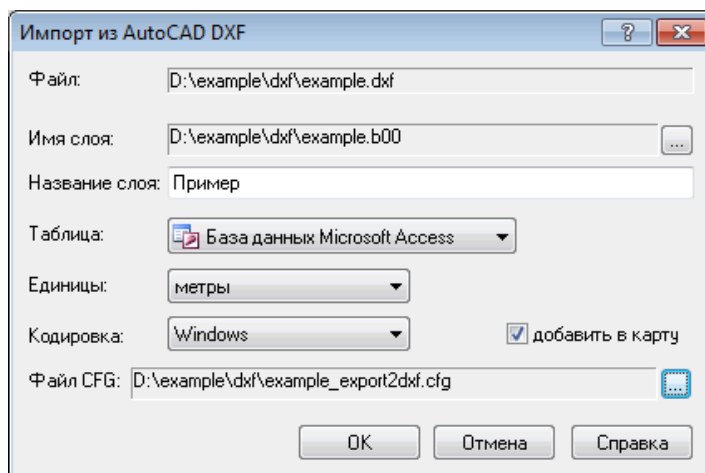 Импорт из AutoCAD DXF
Файл: D:\example\dxf\example.dxf
Имя слоя: D:\example\dxf\example.b00 ...
Название слоя: Пример
Таблица: База данных Microsoft Access
Единицы: метры
Кодировка: Windows добавить в карту
Файл CFG: D:\example\dxf\example_export2dxf.cfg ...
OK Отмена Справка